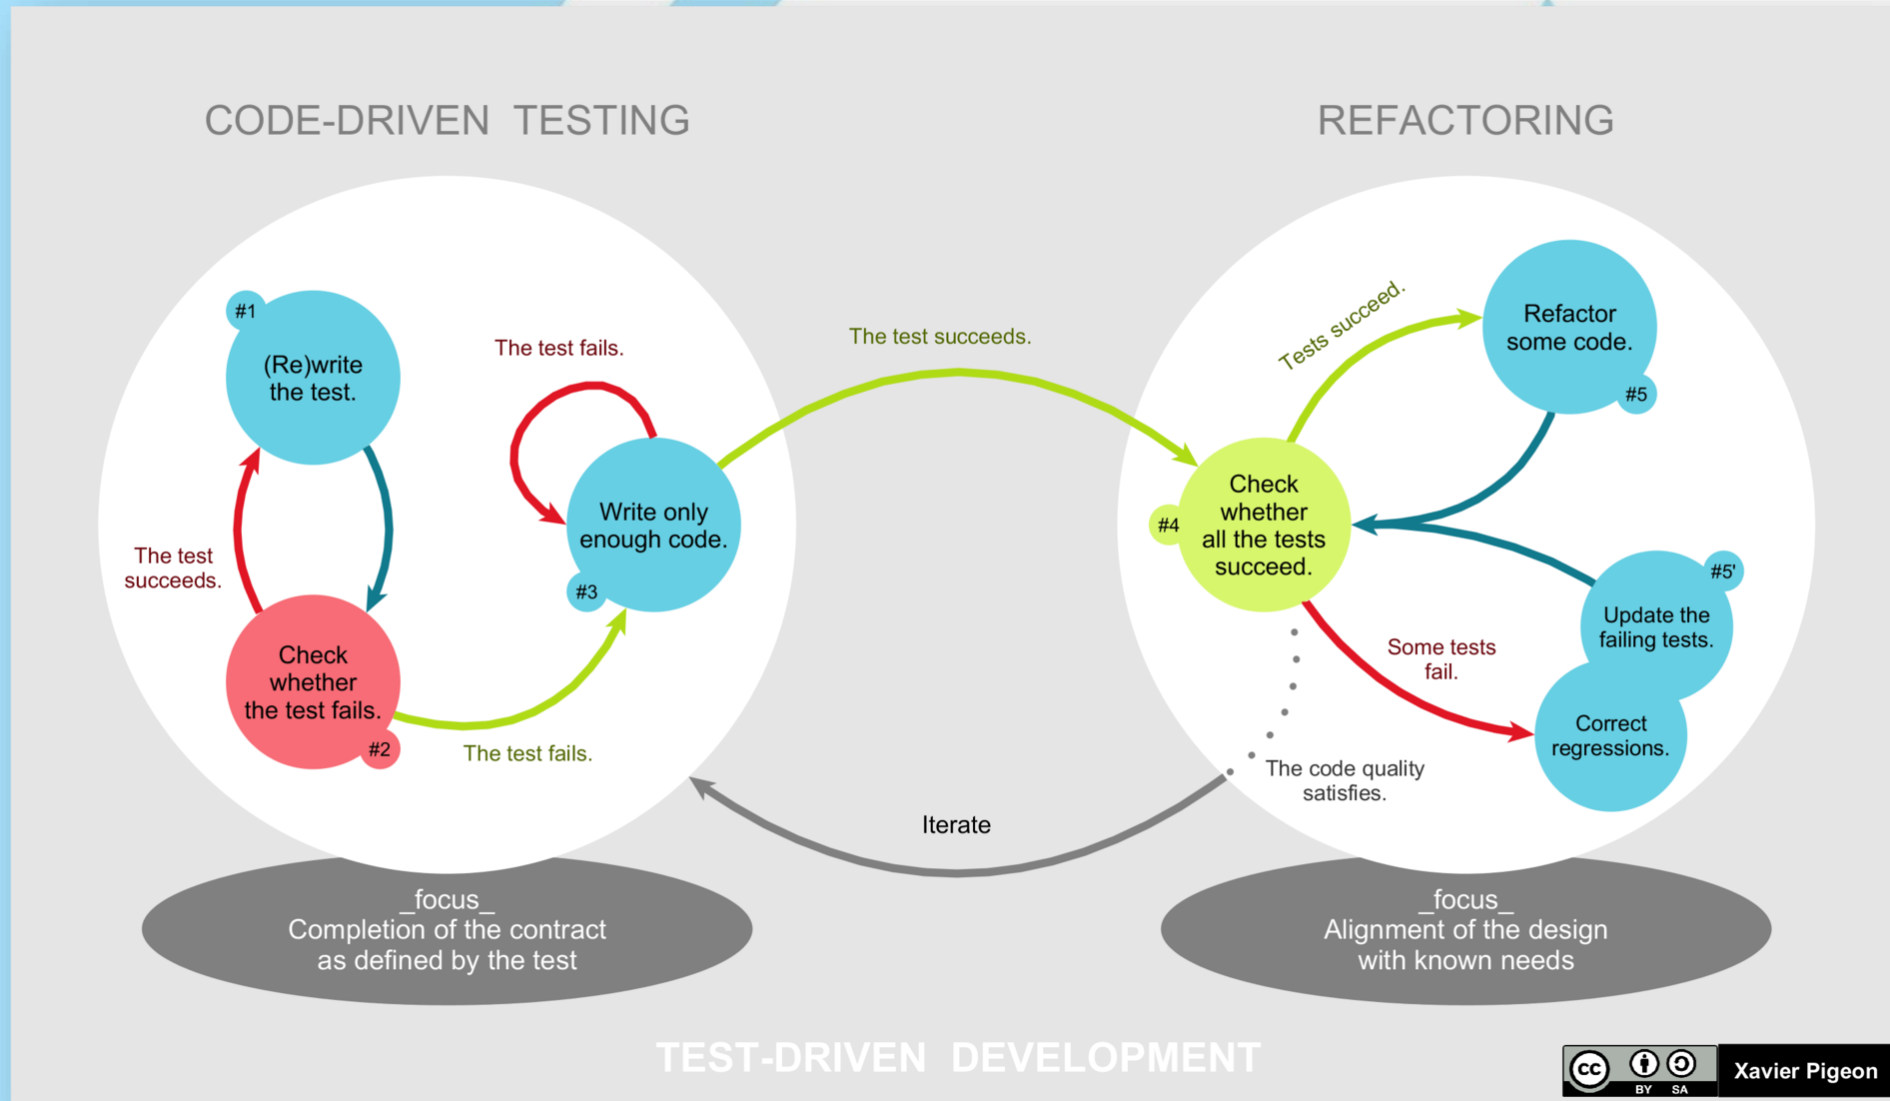 CODE-DRIVEN TESTING
REFACTORING
#1
(Re)write
the test.
The test fails.
The test succeeds.
Tests succeed.
Refactor
some code.
#5
Write only
enough code.
#3
Check
whether
all the tests
succeed.
#4
The test
succeeds.
#5'
Update the
failing tests.
Check
whether
the test fails.
#2
The test fails.
Some tests
fail.
Correct
regressions.
The code quality
satisfies.
Iterate
_focus_
Completion of the contract
as defined by the test
_focus_
Alignment of the design
with known needs
TEST-DRIVEN DEVELOPMENT
cc
BY SA
Xavier Pigeon